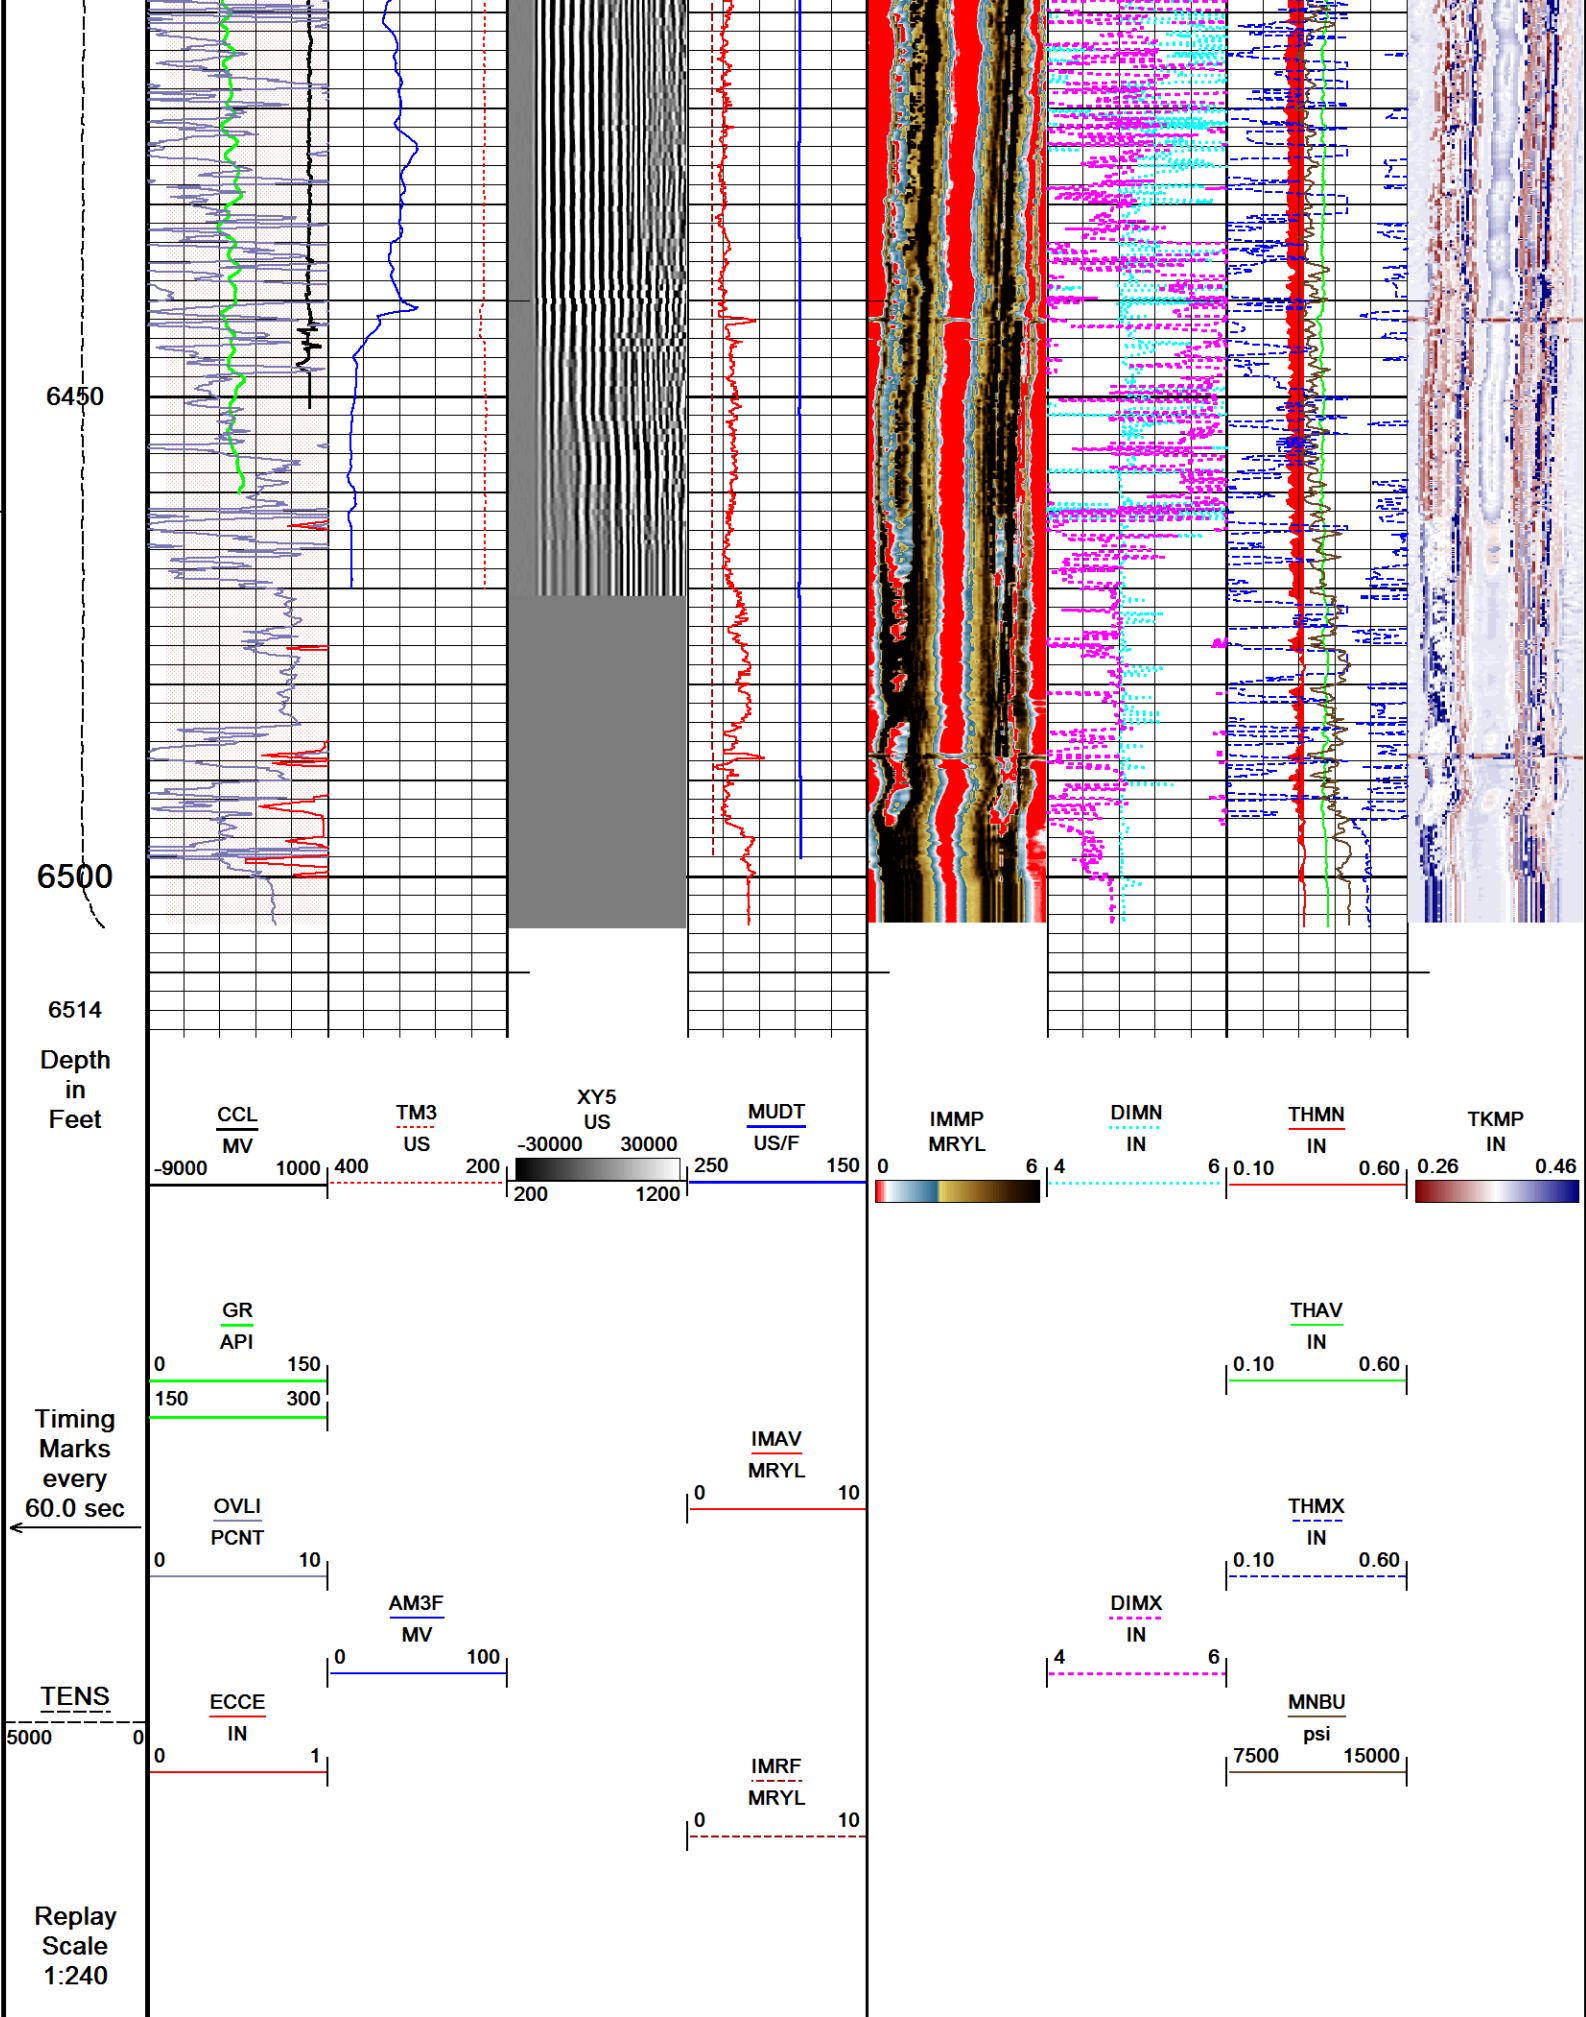 6450
6500
6514
Depth
in
Feet
CCL
MV
-9000 1000
TM3
US
400 200
XY5
US
-30000 30000
200 1200
MUDT
US/F
250 150
IMMP
MRYL
0 6
DIMN
IN
4 6
THMN
IN
0.10 0.60
TKMP
IN
0.26 0.46
GR
API
0 150
150 300
THAV
IN
0.10 0.60
Timing
Marks
every
60.0 sec
IMAV
MRYL
0 10
OVLI
PCNT
0 10
THMX
IN
0.10 0.60
AM3F
MV
0 100
DIMX
IN
4 6
TENS
5000 0
ECCE
IN
0 1
MNBU
psi
7500 15000
IMRF
MRYL
0 10
Replay
Scale
1:240